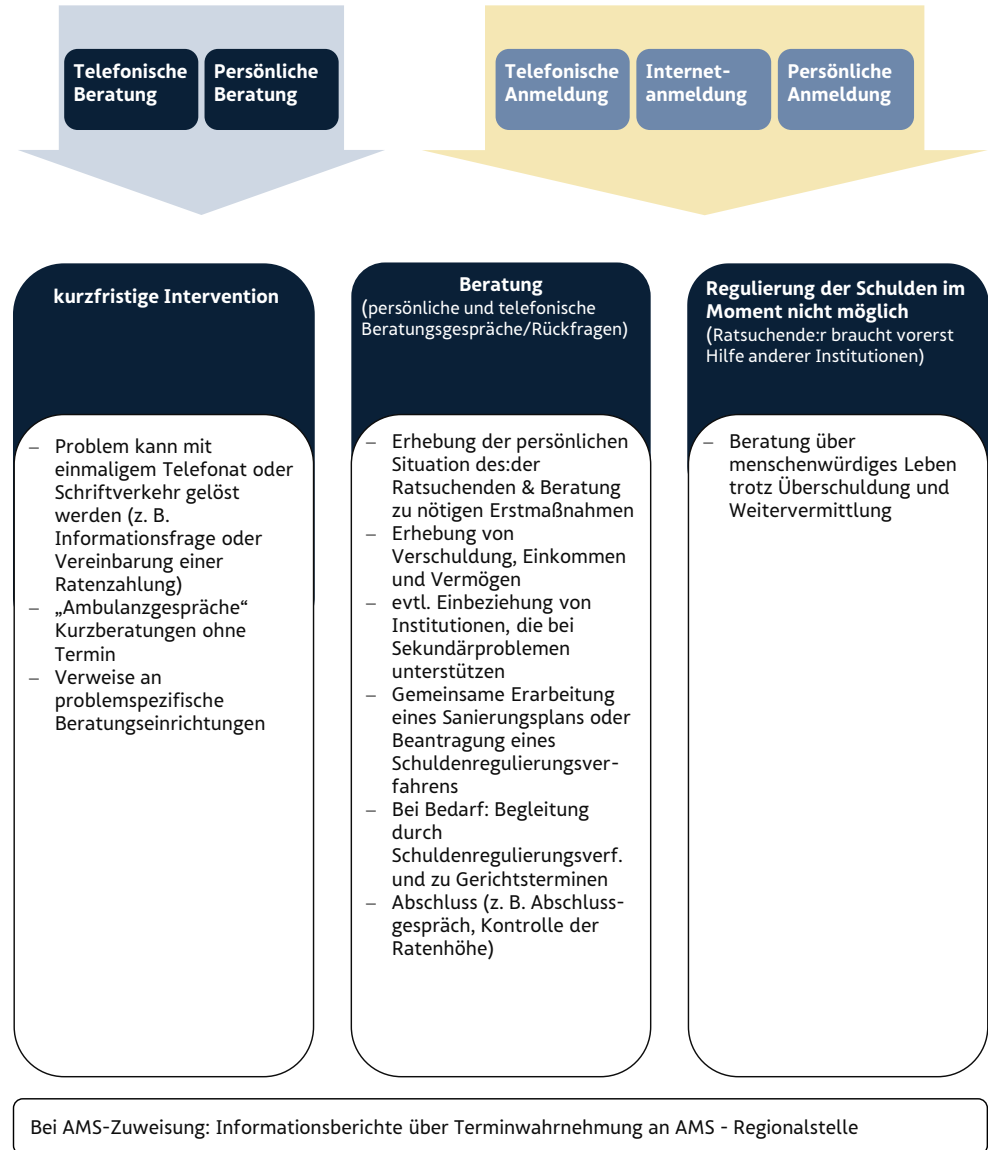 Telefonische
Beratung
Persönliche
Beratung
Telefonische
Anmeldung
Internet-
anmeldung
Persönliche
Anmeldung
kurzfristige Intervention
– Problem kann mit
einmaligem Telefonat oder
Schriftverkehr gelöst
werden (z. B.
Informationsfrage oder
Vereinbarung einer
Ratenzahlung)
– „Ambulanzgespräche“
Kurzberatungen ohne
Termin
– Verweise an
problemspezifische
Beratungseinrichtungen
Beratung
(persönliche und telefonische
Beratungsgespräche/Rückfragen)
– Erhebung der persönlichen
Situation des:der
Ratsuchenden & Beratung
zu nötigen Erstmaßnahmen
– Erhebung von
Verschuldung, Einkommen
und Vermögen
– evtl. Einbeziehung von
Institutionen, die bei
Sekundärproblemen
unterstützen
– Gemeinsame Erarbeitung
eines Sanierungsplans oder
Beantragung eines
Schuldenregulierungsver-
fahrens
– Bei Bedarf: Begleitung
durch
Schuldenregulierungsverf.
und zu Gerichtsterminen
– Abschluss (z. B. Abschluss-
gespräch, Kontrolle der
Ratenhöhe)
Regulierung der Schulden im
Moment nicht möglich
(Ratsuchende:r braucht vorerst
Hilfe anderer Institutionen)
– Beratung über
menschenwürdiges Leben
trotz Überschuldung und
Weitervermittlung
Bei AMS-Zuweisung: Informationsberichte über Terminwahrnehmung an AMS - Regionalstelle